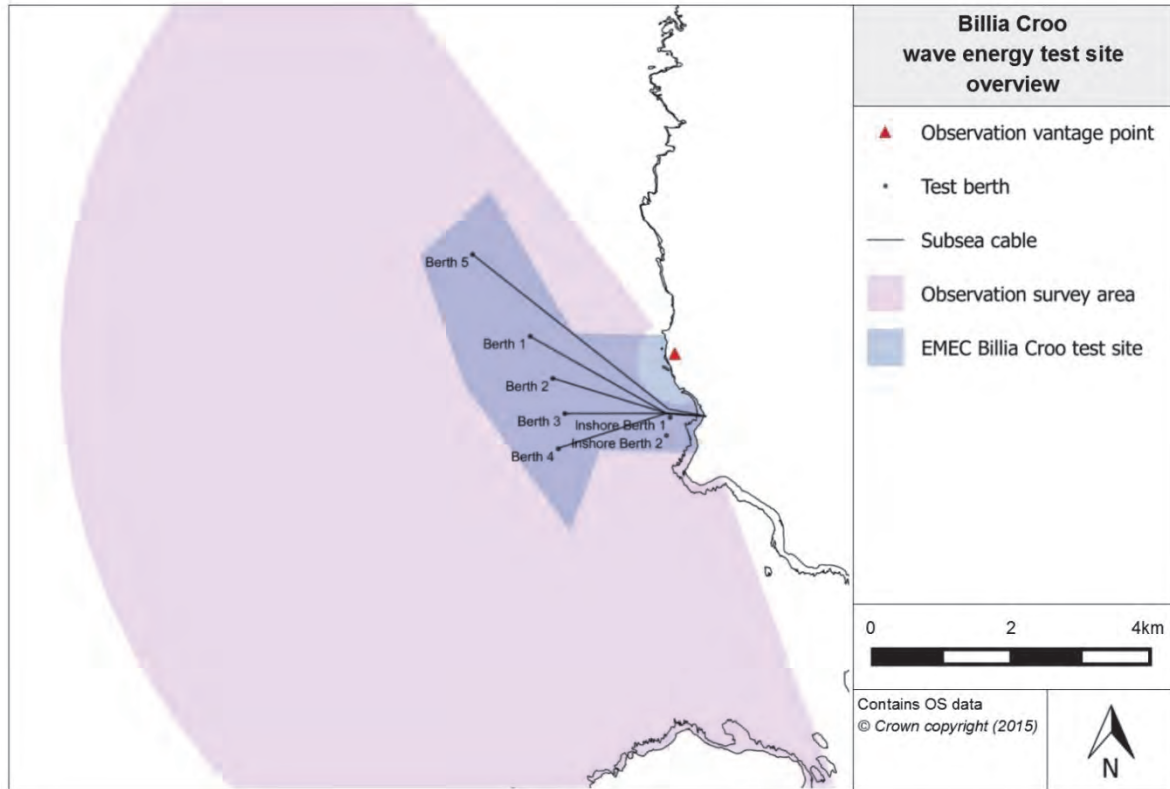 Billia Croo
wave energy test site
overview
Observation vantage point
Test berth
Subsea cable
Observation survey area
EMEC Billia Croo test site
Berth 5
Berth 1
Berth 2
Berth 3
Inshore Berth 1
Inshore Berth 2
Berth 4
0 2 4km
Contains OS data
© Crown copyright (2015)
N